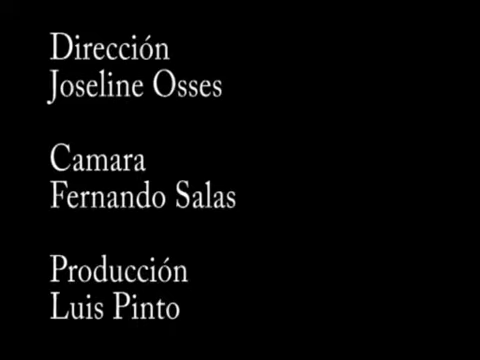 Dirección
Joseline Osses
Camara
Fernando Salas
Producción
Luis Pinto